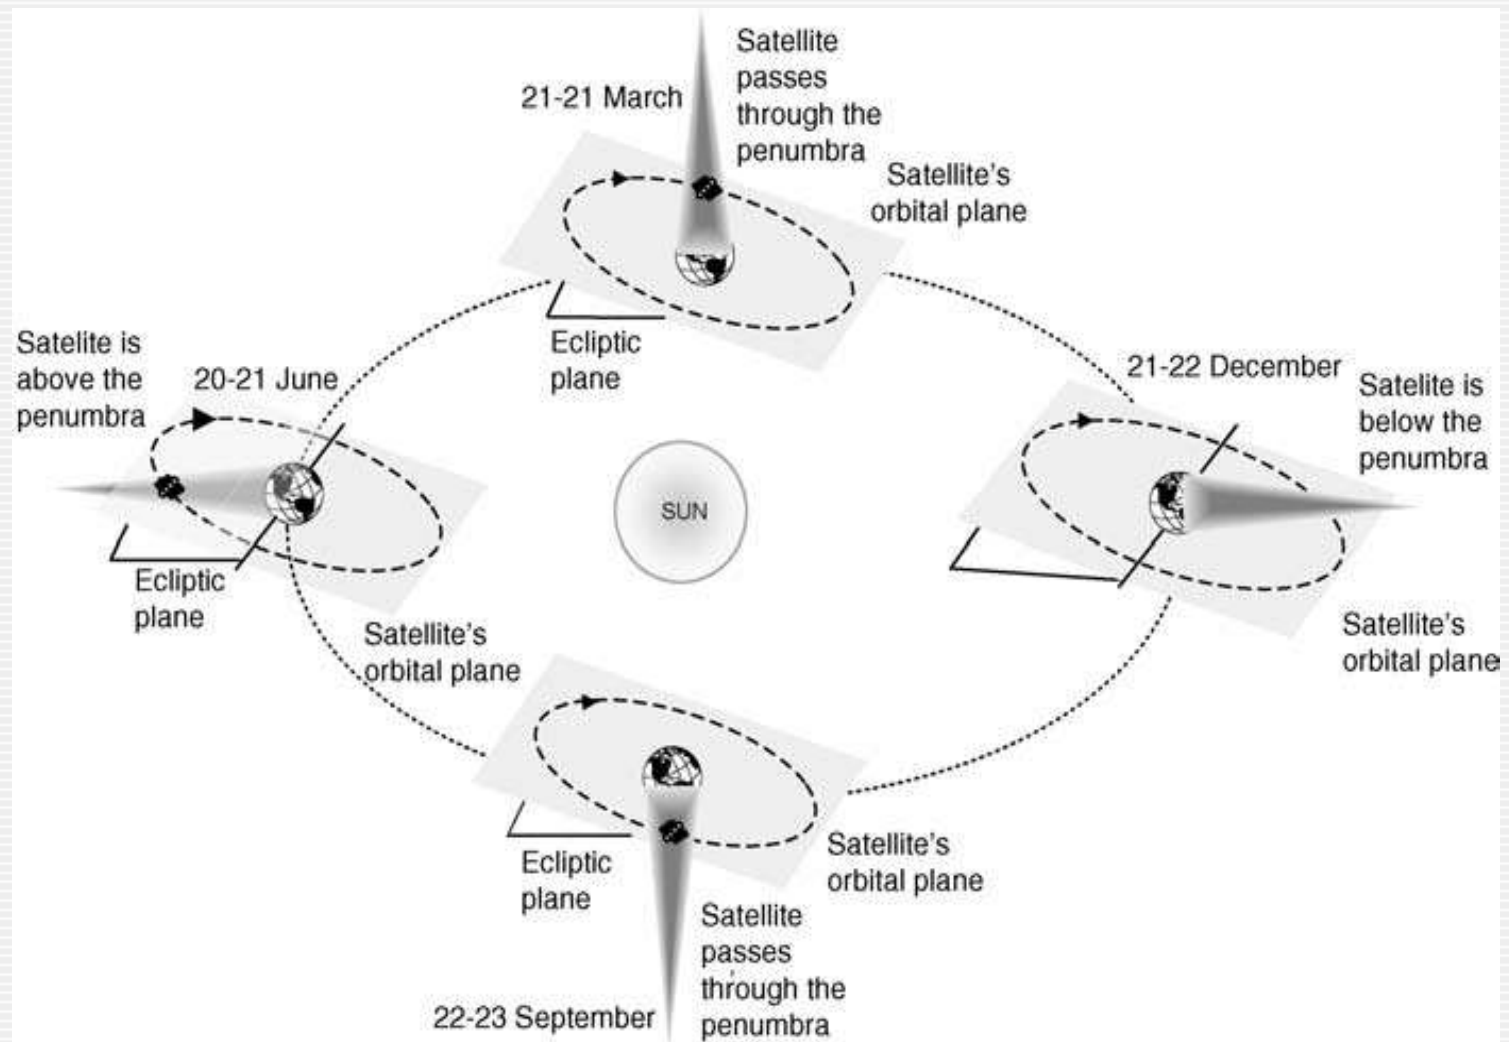 Satellite
passes
through the
penumbra
21-21 March
Satellite's
orbital plane
Ecliptic
plane
Satelite is
above the
penumbra
20-21 June
21-22 December
Satelite is
below the
penumbra
SUN
Ecliptic
plane
Satellite's
orbital plane
Satellite's
orbital plane
Ecliptic
plane
Satellite's
orbital plane
Satellite
passes
through the
penumbra
22-23 September